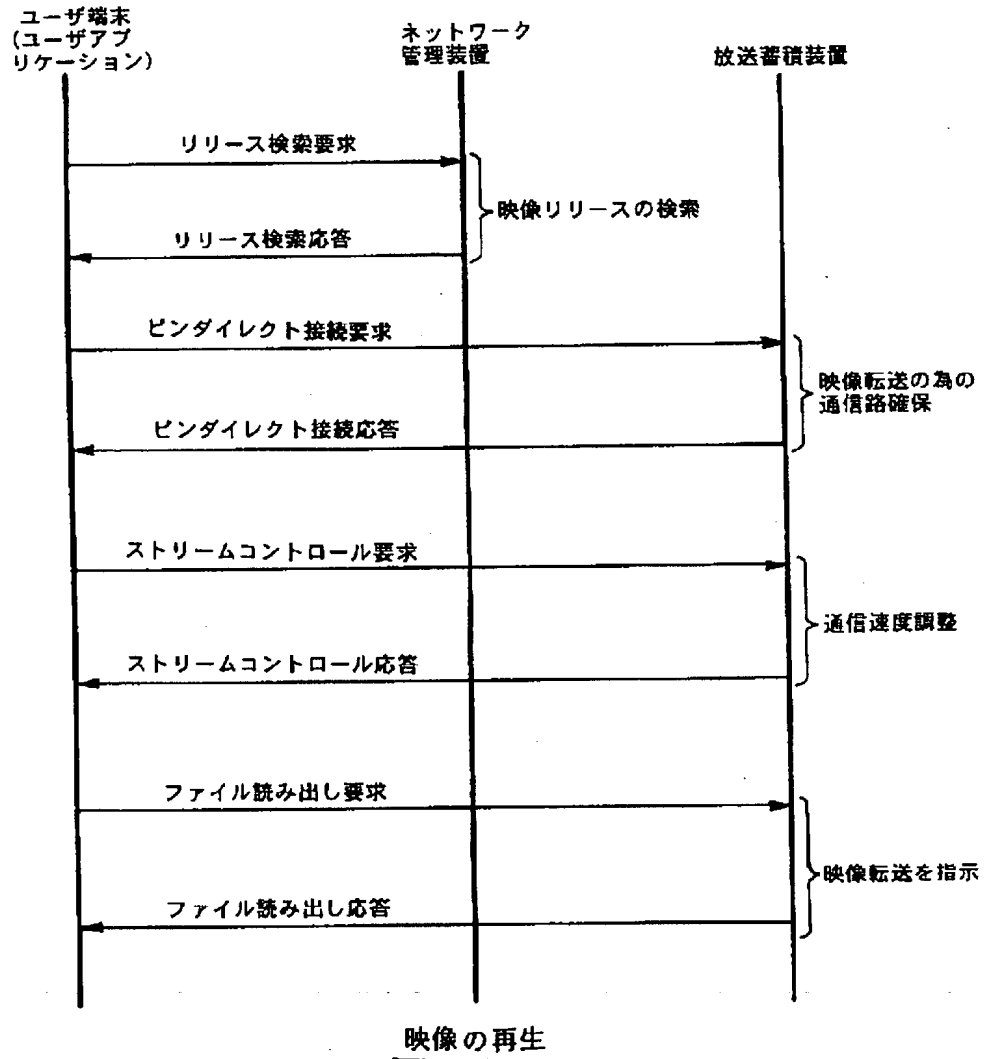 ユーザ端末
(ユーザアプ
リケーション)
ネットワーク
管理装置
放送蓄積装置
リリース検索要求
映像リリースの検索
リリース検索応答
ビンダイレクト接続要求
映像転送の為の
通信路確保
ビンダイレクト接続応答
ストリームコントロール要求
通信速度調整
ストリームコントロール応答
ファイル読み出し要求
映像転送を指示
ファイル読み出し応答
映像の再生